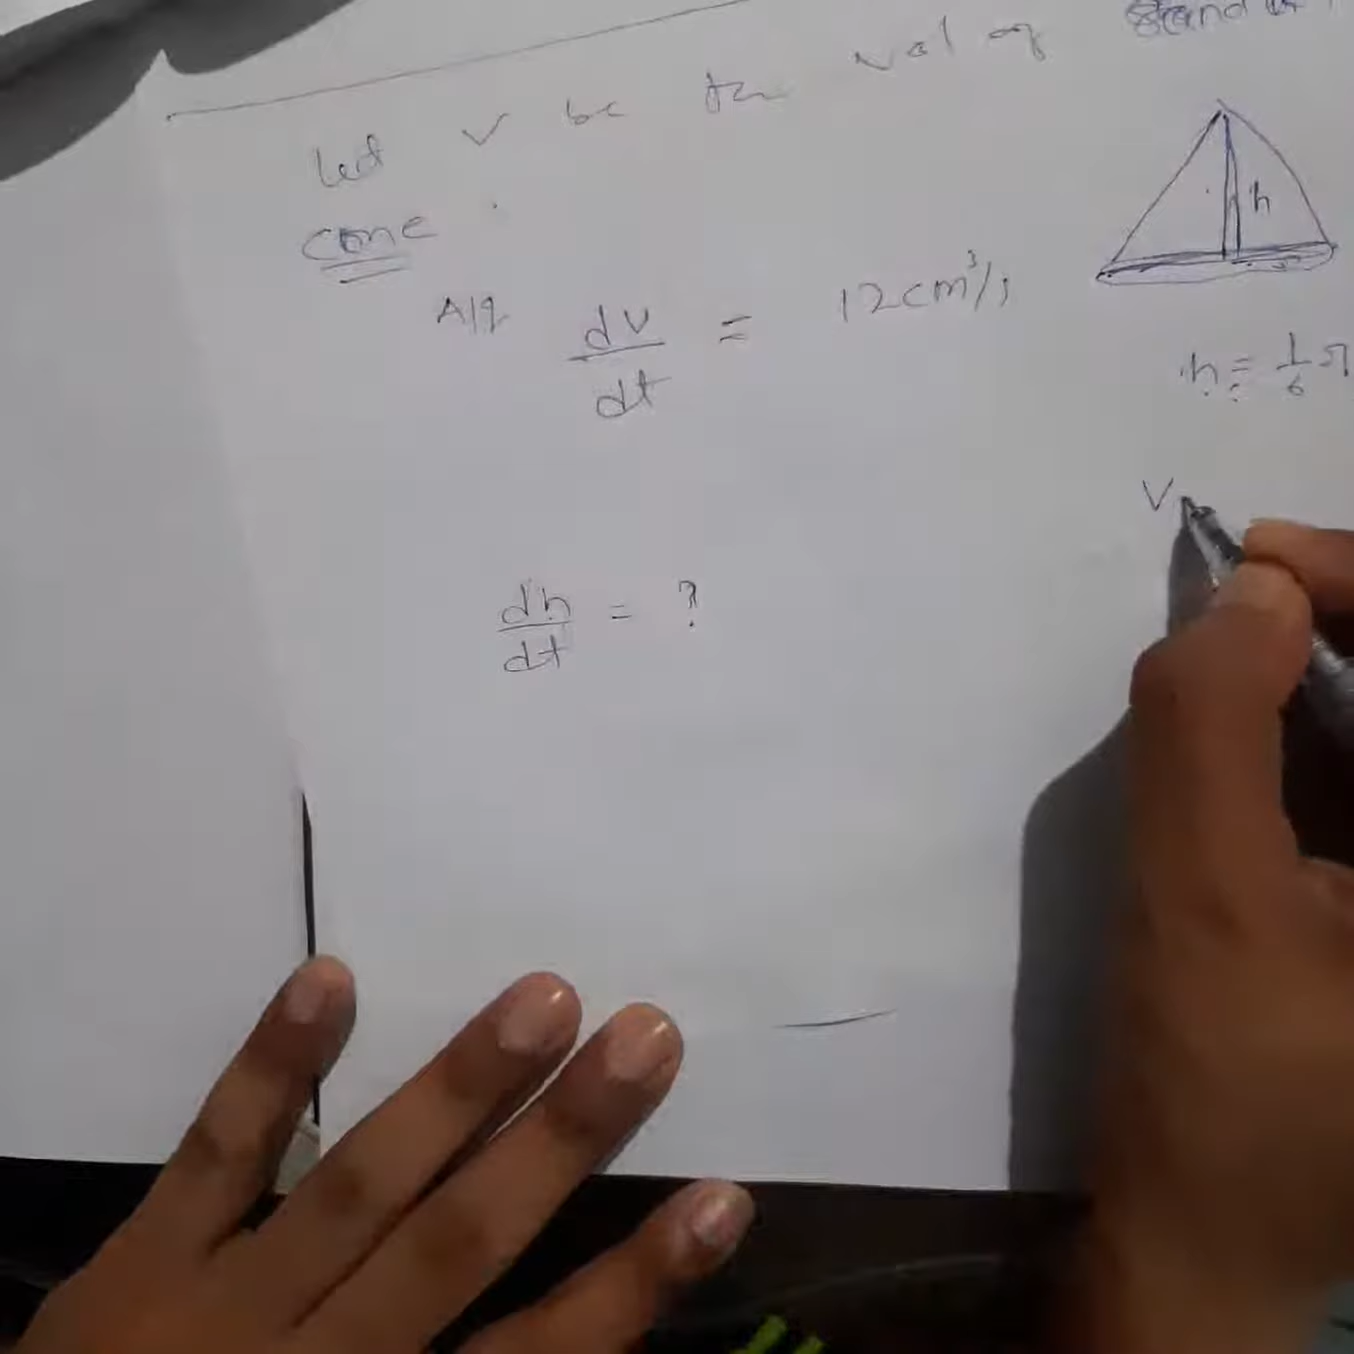 Let V be the vol of Sand
cone.
A/q dV/dt = 12cm³/s
h
h = 1/6 r
V
dh/dt = ?